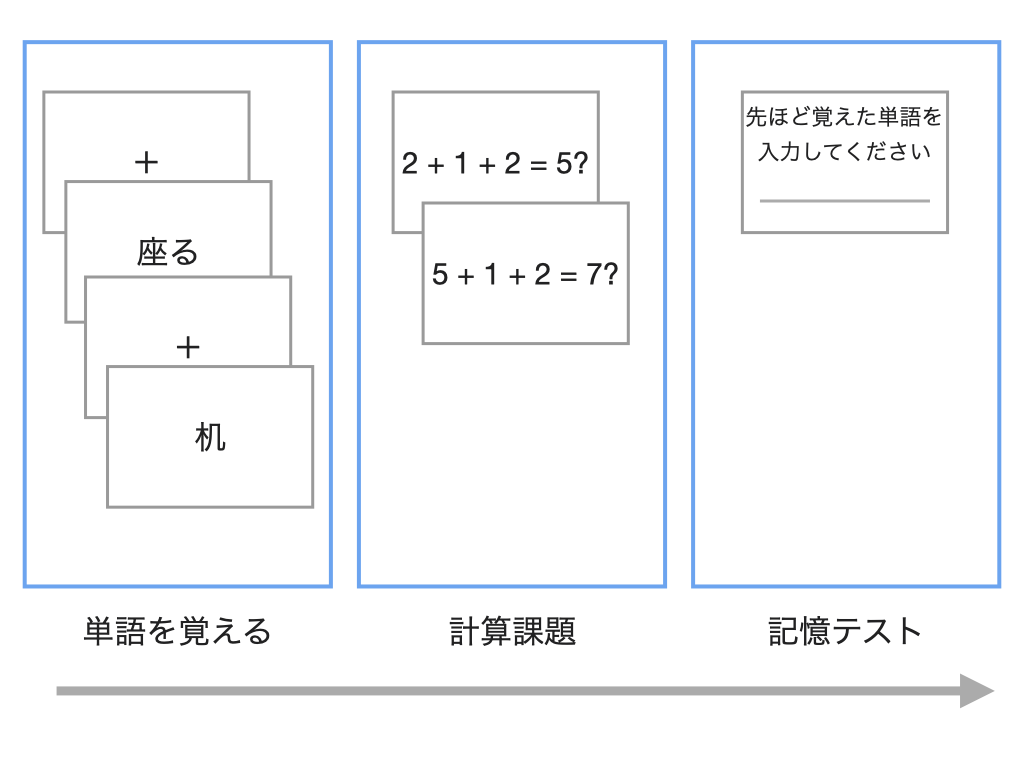 +
座る
+
机
2 + 1 + 2 = 5?
5 + 1 + 2 = 7?
先ほど覚えた単語を
入力してください
単語を覚える
計算課題
記憶テスト